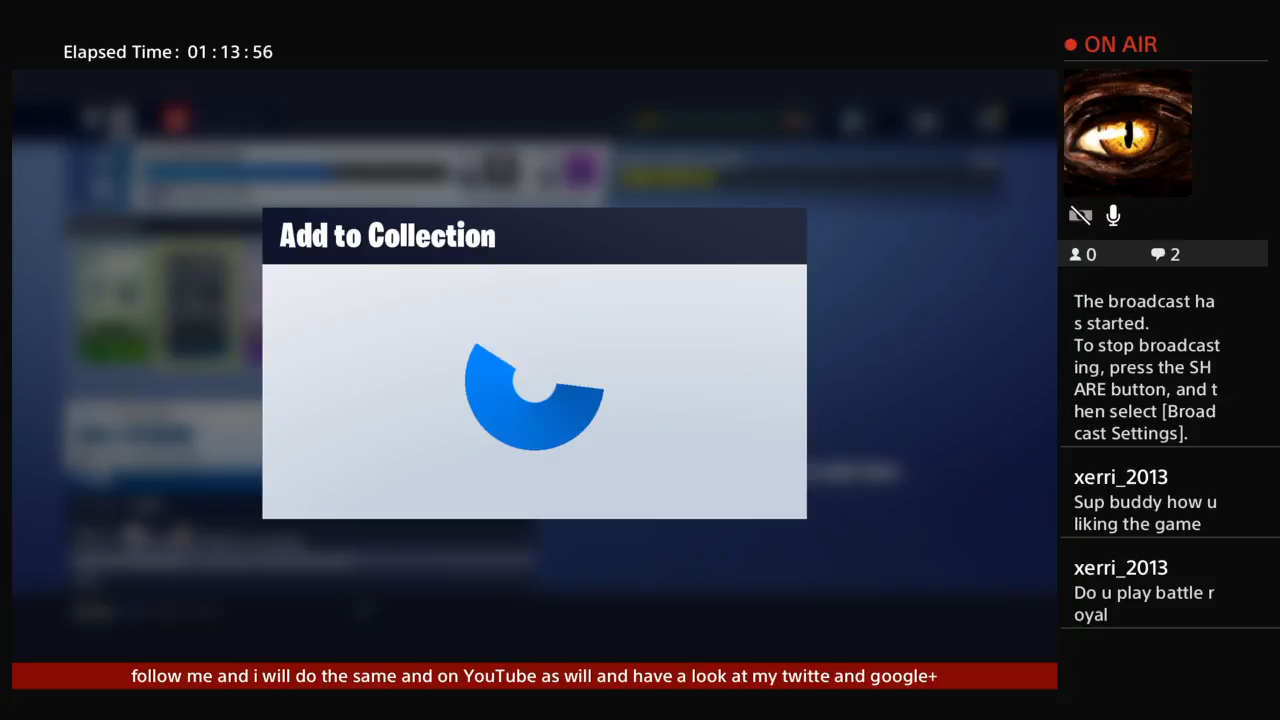 Elapsed Time: 01:13:56
ON AIR
Add to Collection
0
2
The broadcast ha
s started.
To stop broadcast
ing, press the SH
ARE button, and t
hen select [Broad
cast Settings].
xerri_2013
Sup buddy how u
liking the game
xerri_2013
Do u play battle r
oyal
follow me and i will do the same and on YouTube as will and have a look at my twitte and google+